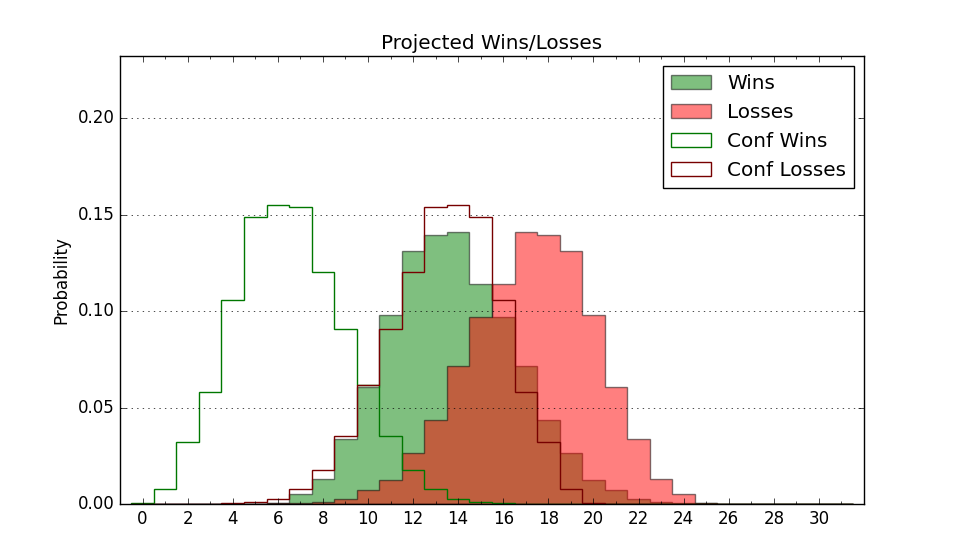 Projected Wins/Losses
Wins
Losses
Conf Wins
Conf Losses
Probability
0.20
0.15
0.10
0.05
0.00
0 2 4 6 8 10 12 14 16 18 20 22 24 26 28 30